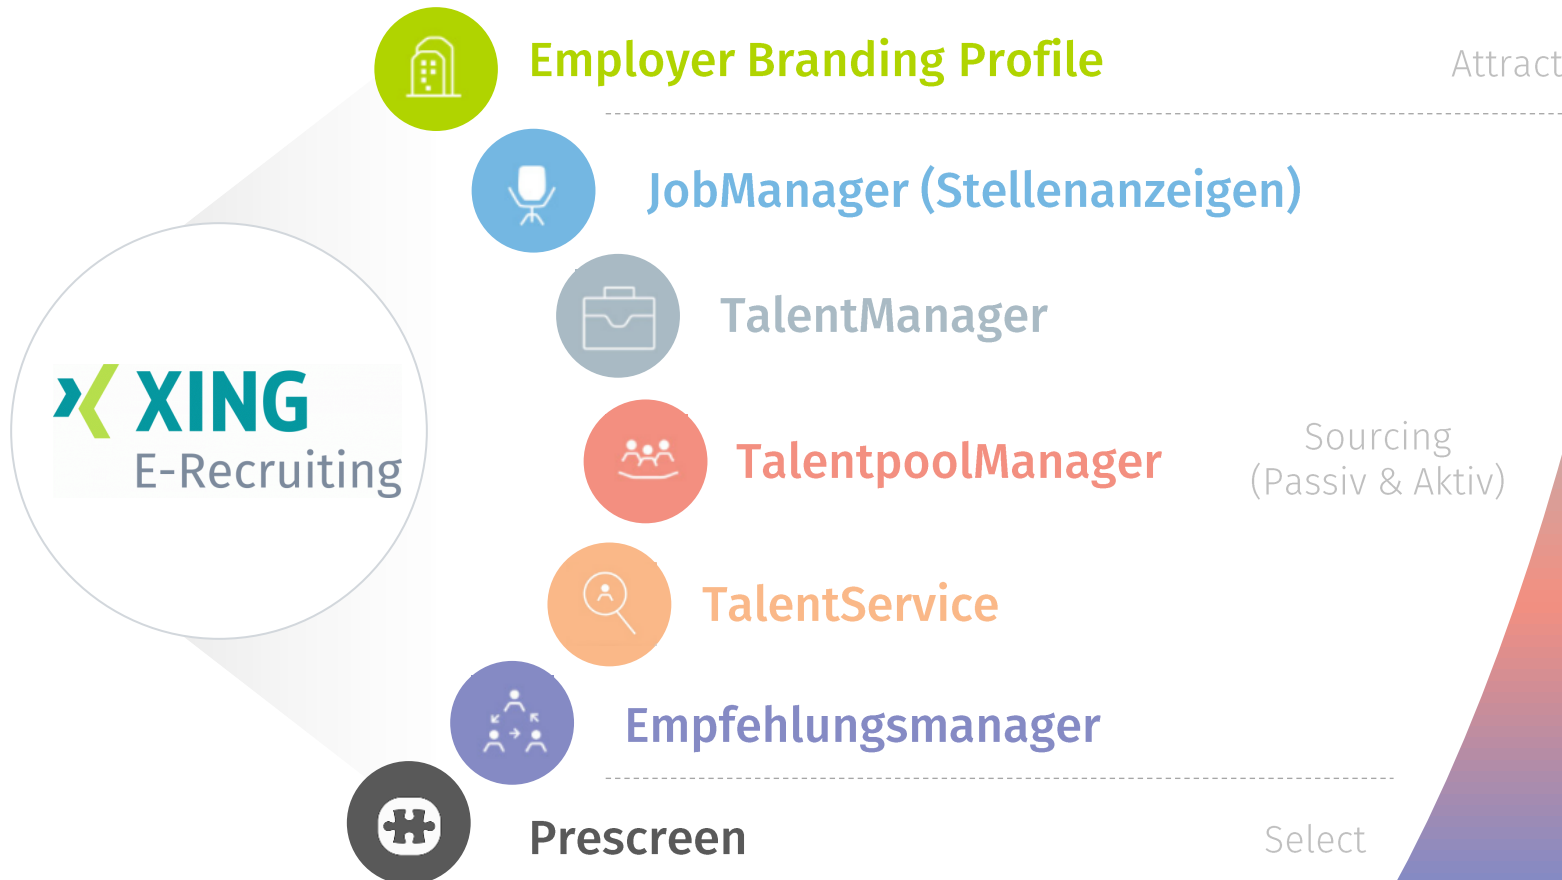 Employer Branding Profile
Attract
JobManager (Stellenanzeigen)
TalentManager
XING
E-Recruiting
TalentpoolManager
Sourcing
(Passiv & Aktiv)
TalentService
Empfehlungsmanager
Prescreen
Select